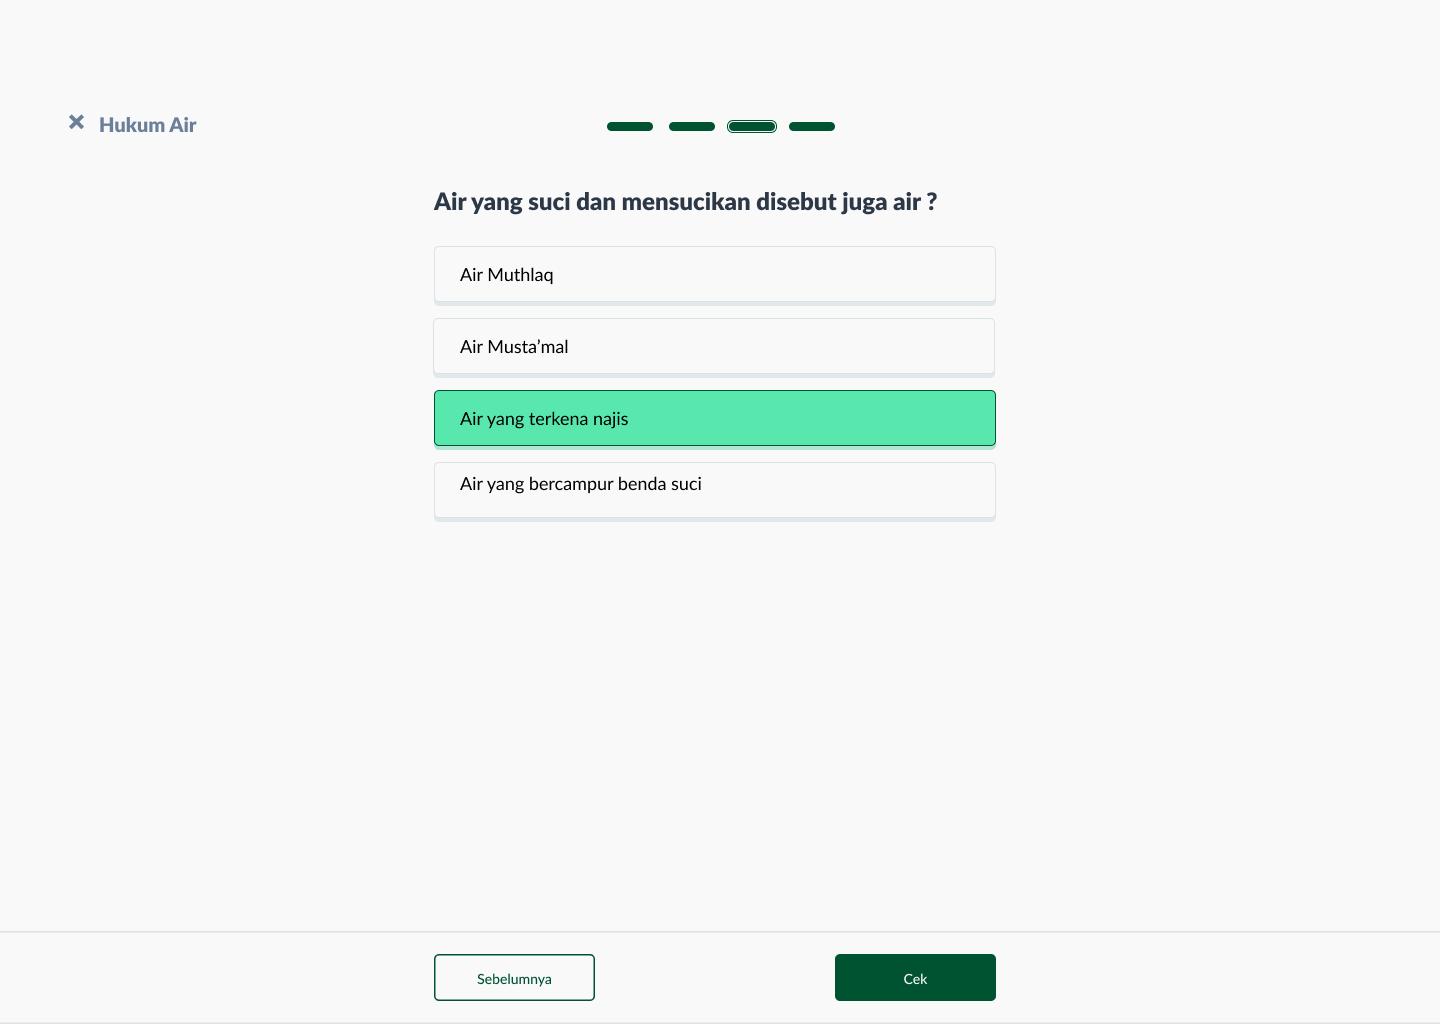 Hukum Air
Air yang suci dan mensucikan disebut juga air ?
Air Muthlaq
Air Musta’mal
Air yang terkena najis
Air yang bercampur benda suci
Sebelumnya
Cek